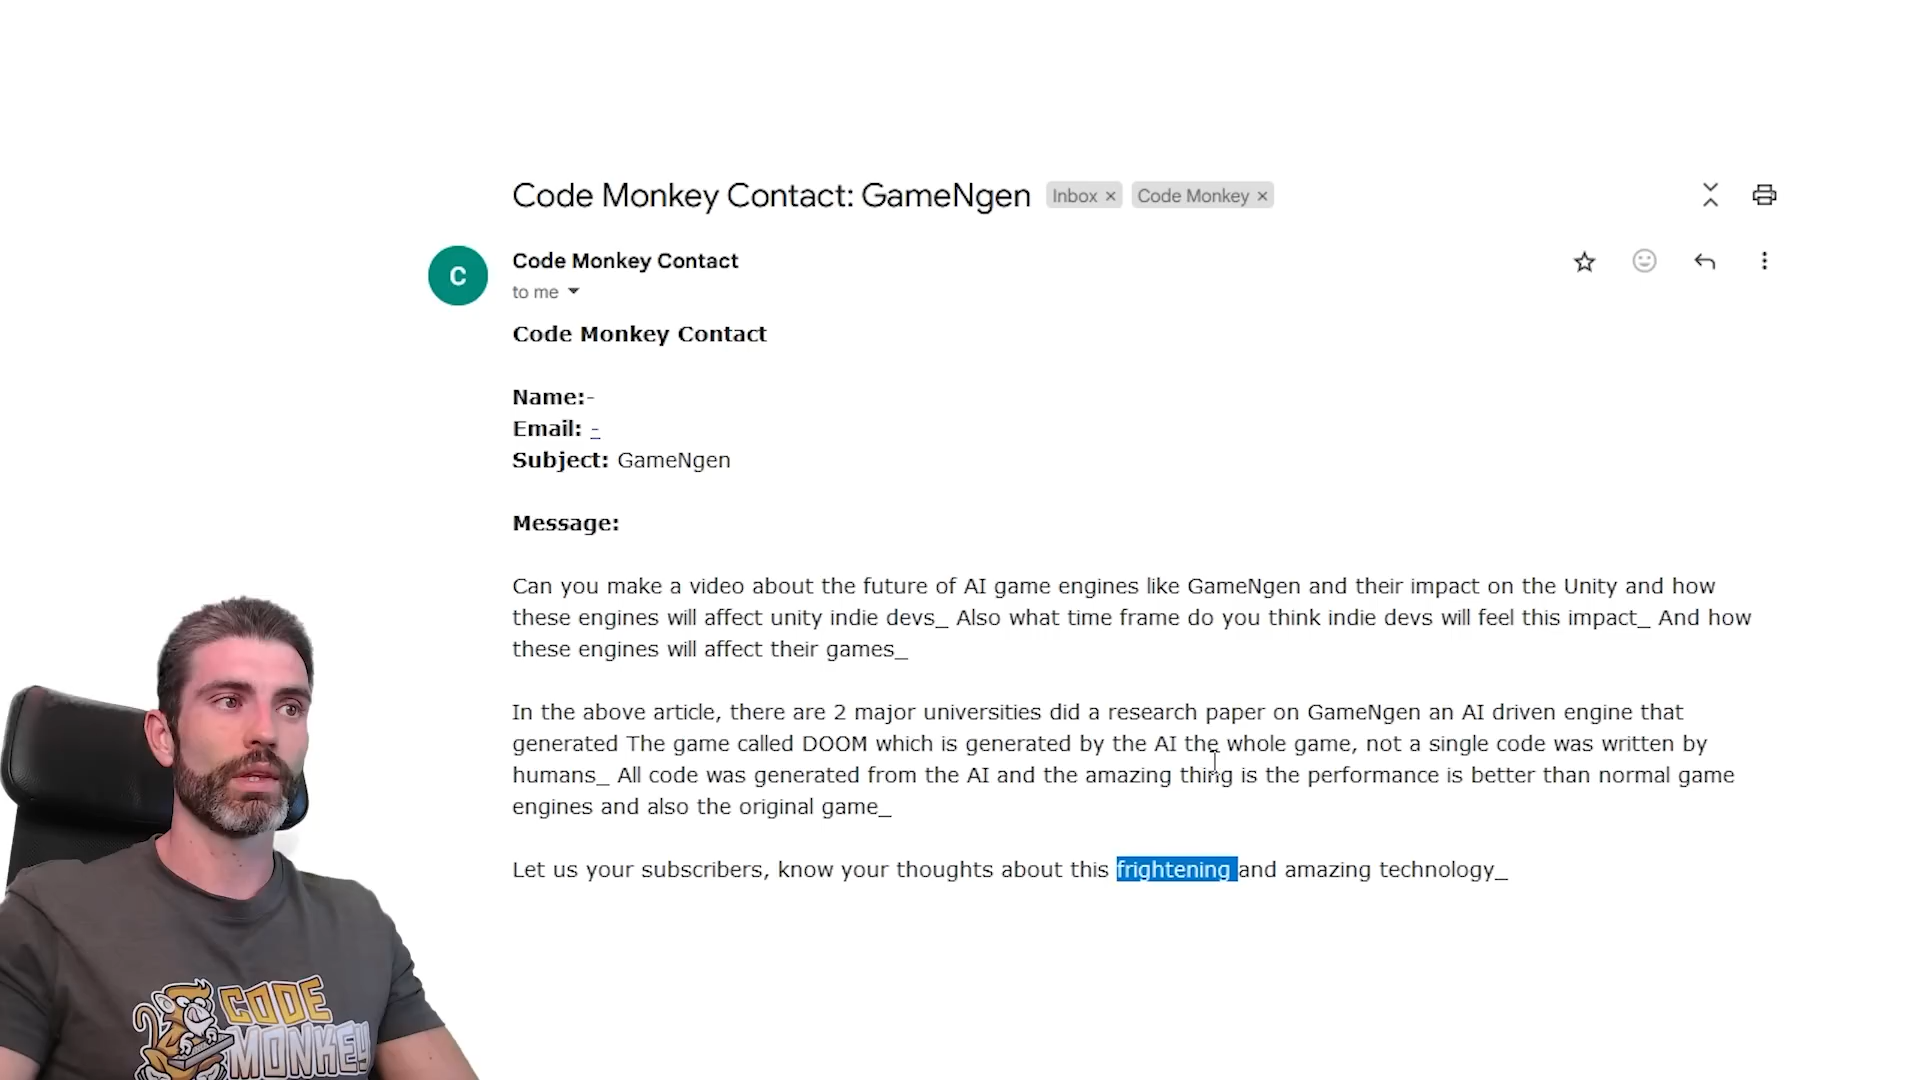 Code Monkey Contact: GameNgen Inbox × Code Monkey ×
C
Code Monkey Contact
to me
Code Monkey Contact
Name:-
Email: -
Subject: GameNgen
Message:
Can you make a video about the future of AI game engines like GameNgen and their impact on the Unity and how
these engines will affect unity indie devs_ Also what time frame do you think indie devs will feel this impact_ And how
these engines will affect their games_
In the above article, there are 2 major universities did a research paper on GameNgen an AI driven engine that
generated The game called DOOM which is generated by the AI the whole game, not a single code was written by
humans_ All code was generated from the AI and the amazing thing is the performance is better than normal game
engines and also the original game_
Let us your subscribers, know your thoughts about this frightening and amazing technology_
CODE
MONKEY